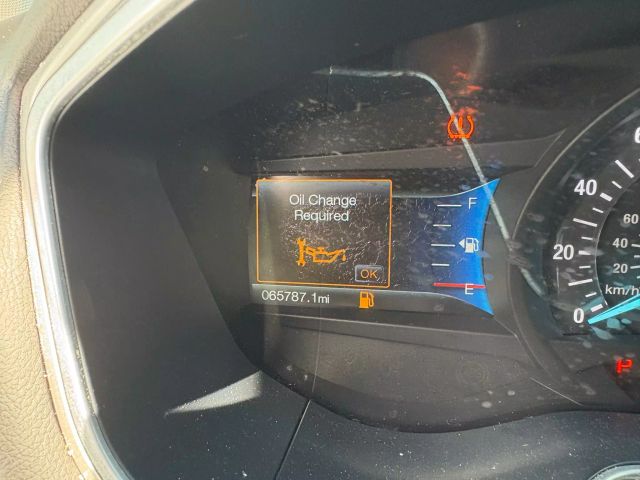 Oil Change
Required
OK
065787.1mi
F
E
40
20
0
60
40
20
km/h
P